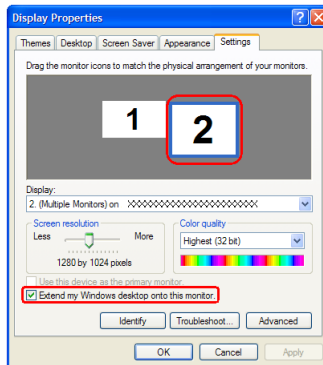 Display Properties
Themes Desktop Screen Saver Appearance Settings
Drag the monitor icons to match the physical arrangement of your monitors.
1 2
Display:
2. (Multiple Monitors) on XXXXXXXXXXXXXXXXXXXX
Screen resolution Color quality
Less More Highest (32 bit)
1280 by 1024 pixels
Use this device as the primary monitor.
Extend my Windows desktop onto this monitor.
Identify Troubleshoot... Advanced
OK Cancel Apply